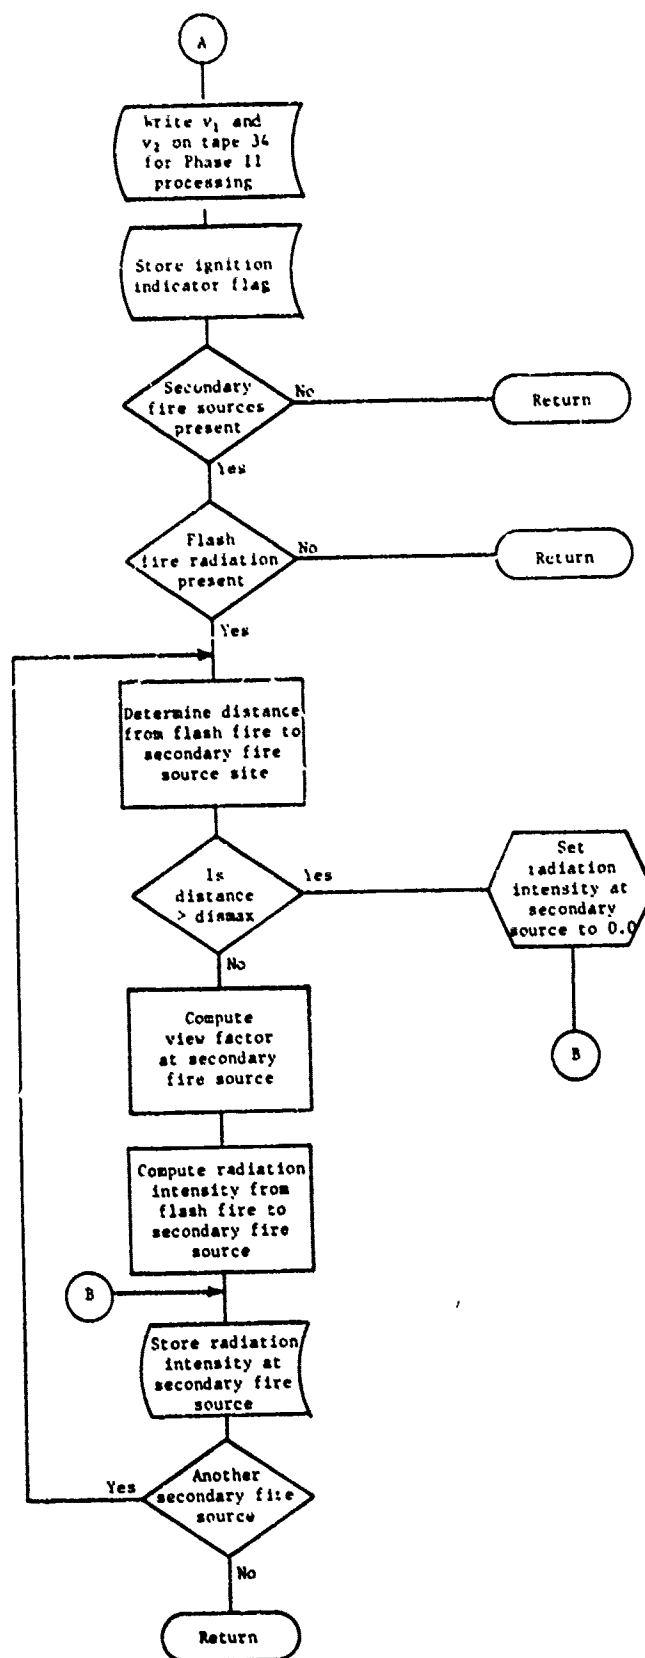 A
Write v₁ and
v₂ on tape 34
for Phase II
processing
Store ignition
indicator flag
Secondary
fire sources
present
No
Return
Yes
Flash
fire radiation
present
No
Return
Yes
Determine distance
from flash fire to
secondary fire
source site
Is
distance
> dismax
Yes
Set
radiation
intensity at
secondary
source to 0.0
No
B
Compute
view factor
at secondary
fire source
Compute radiation
intensity from
flash fire to
secondary fire
source
B
Store radiation
intensity at
secondary fire
source
Another
secondary fire
source
Yes
No
Return